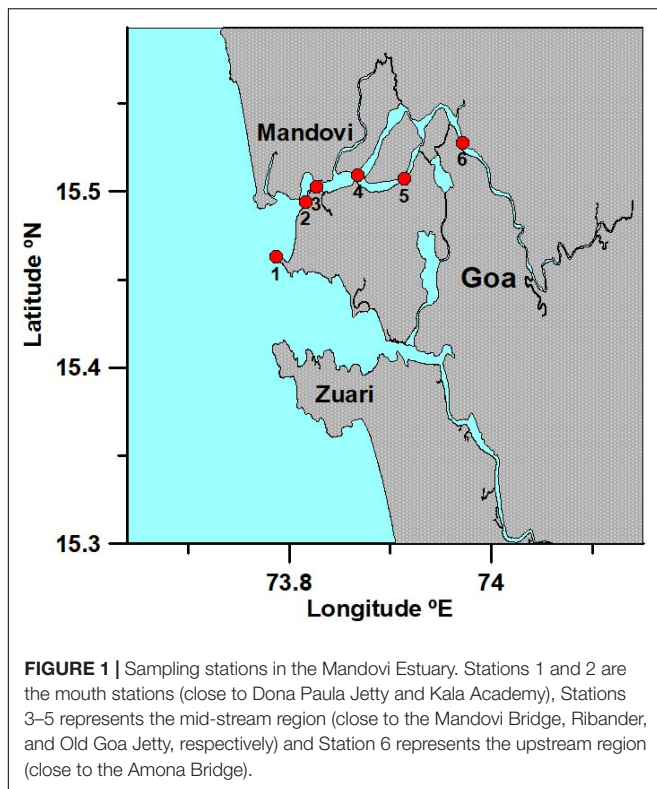 Mandovi
15.5
1
2
3
4
5
6
Goa
Latitude ºN
15.4
Zuari
15.3
73.8
74
Longitude ºE
FIGURE 1 | Sampling stations in the Mandovi Estuary. Stations 1 and 2 are
the mouth stations (close to Dona Paula Jetty and Kala Academy), Stations
3–5 represents the mid-stream region (close to the Mandovi Bridge, Ribander,
and Old Goa Jetty, respectively) and Station 6 represents the upstream region
(close to the Amona Bridge).